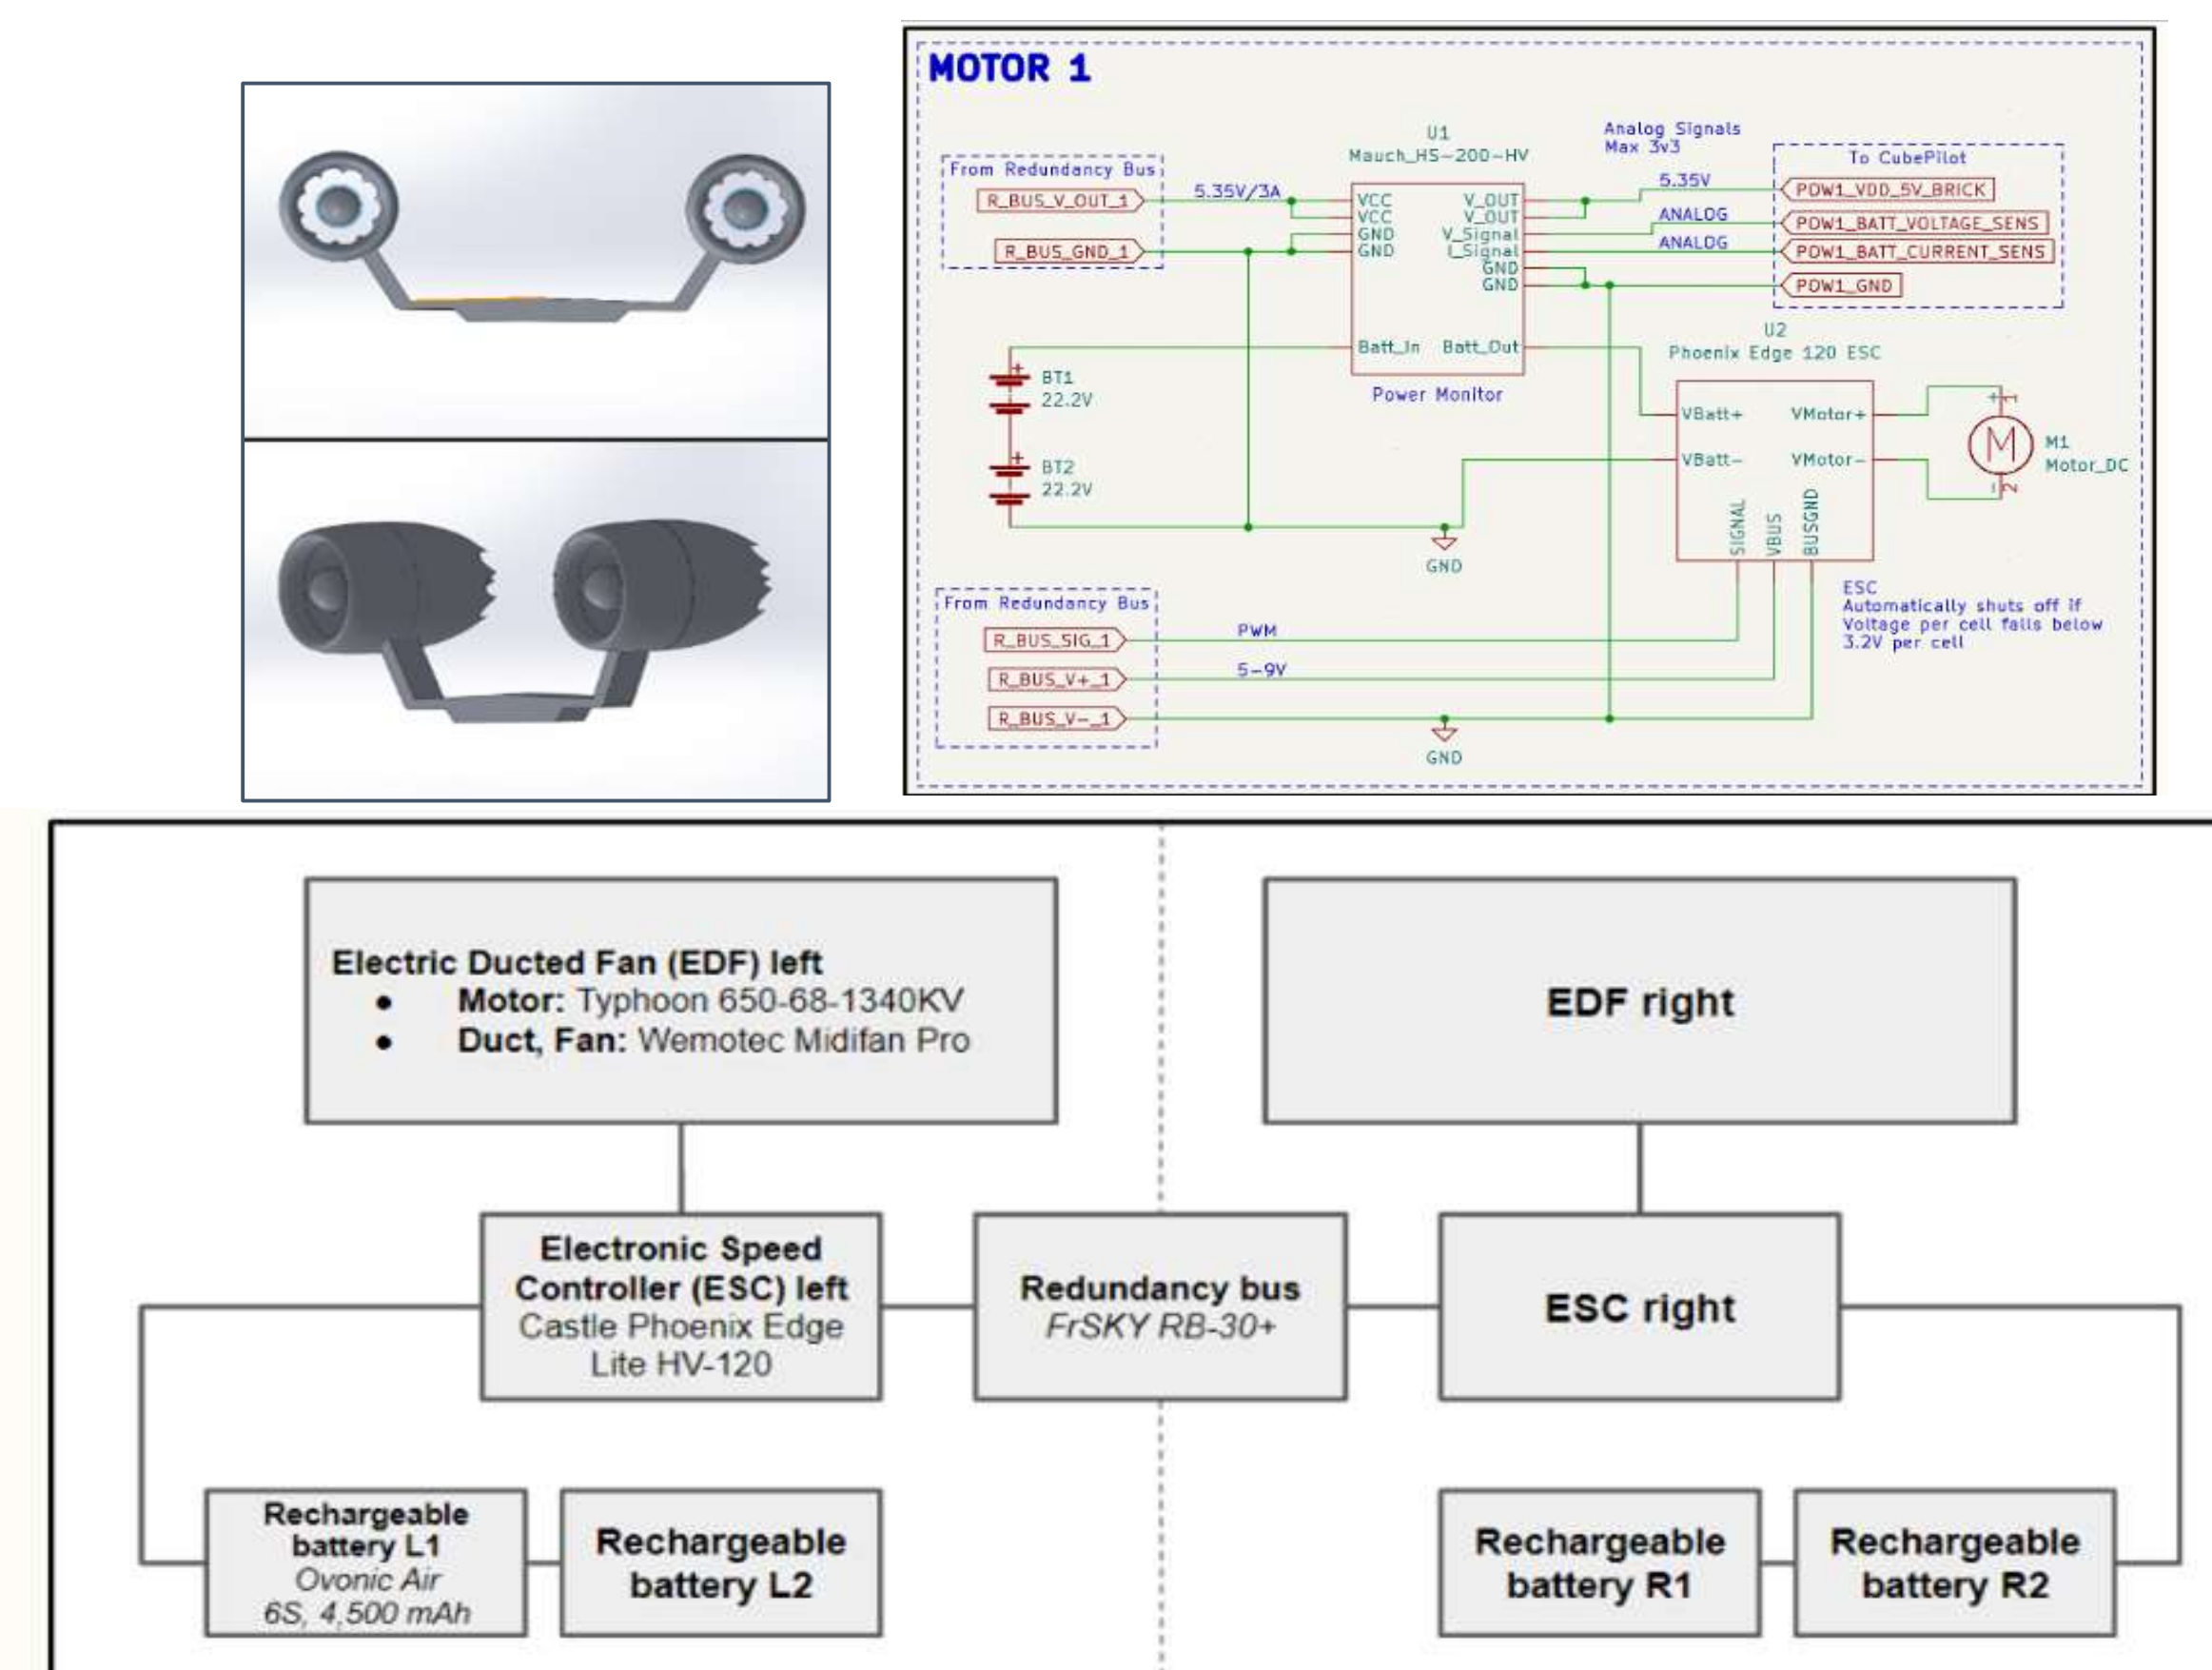 MOTOR 1
From Redundancy Bus
R_BUS_V_OUT_1
R_BUS_GND_1
5.35V/3A
U1
Mauch_HS-200-HV
VCC
VCC
GND
GND
Batt_In
V_OUT
V_OUT
V_Signal
I_Signal
GND
GND
Batt_Out
Power Monitor
Analog Signals
Max 3v3
5.35V
ANALOG
ANALOG
To CubePilot
POW1_VDD_5V_BRICK
POW1_BATT_VOLTAGE_SENS
POW1_BATT_CURRENT_SENS
POW1_GND
+
BT1
22.2V
+
BT2
22.2V
GND
U2
Phoenix Edge 120 ESC
VBatt+
VBatt-
VMotor+
VMotor-
SIGNAL
VBUS
BUSGND
+
1
M
-
2
M1
Motor_DC
ESC
Automatically shuts off if
Voltage per cell falls below
3.2V per cell
From Redundancy Bus
R_BUS_SIG_1
R_BUS_V+_1
R_BUS_V-_1
PWM
5-9V
GND
Electric Ducted Fan (EDF) left
● Motor: Typhoon 650-68-1340KV
● Duct, Fan: Wemotec Midifan Pro
EDF right
Electronic Speed
Controller (ESC) left
Castle Phoenix Edge
Lite HV-120
Redundancy bus
FrSKY RB-30+
ESC right
Rechargeable
battery L1
Ovonic Air
6S, 4,500 mAh
Rechargeable
battery L2
Rechargeable
battery R1
Rechargeable
battery R2